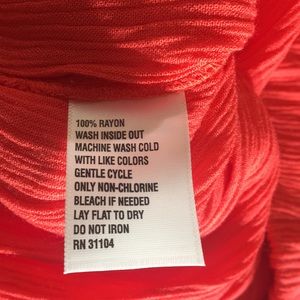 100% RAYON
WASH INSIDE OUT
MACHINE WASH COLD
WITH LIKE COLORS
GENTLE CYCLE
ONLY NON-CHLORINE
BLEACH IF NEEDED
LAY FLAT TO DRY
DO NOT IRON
RN 31104